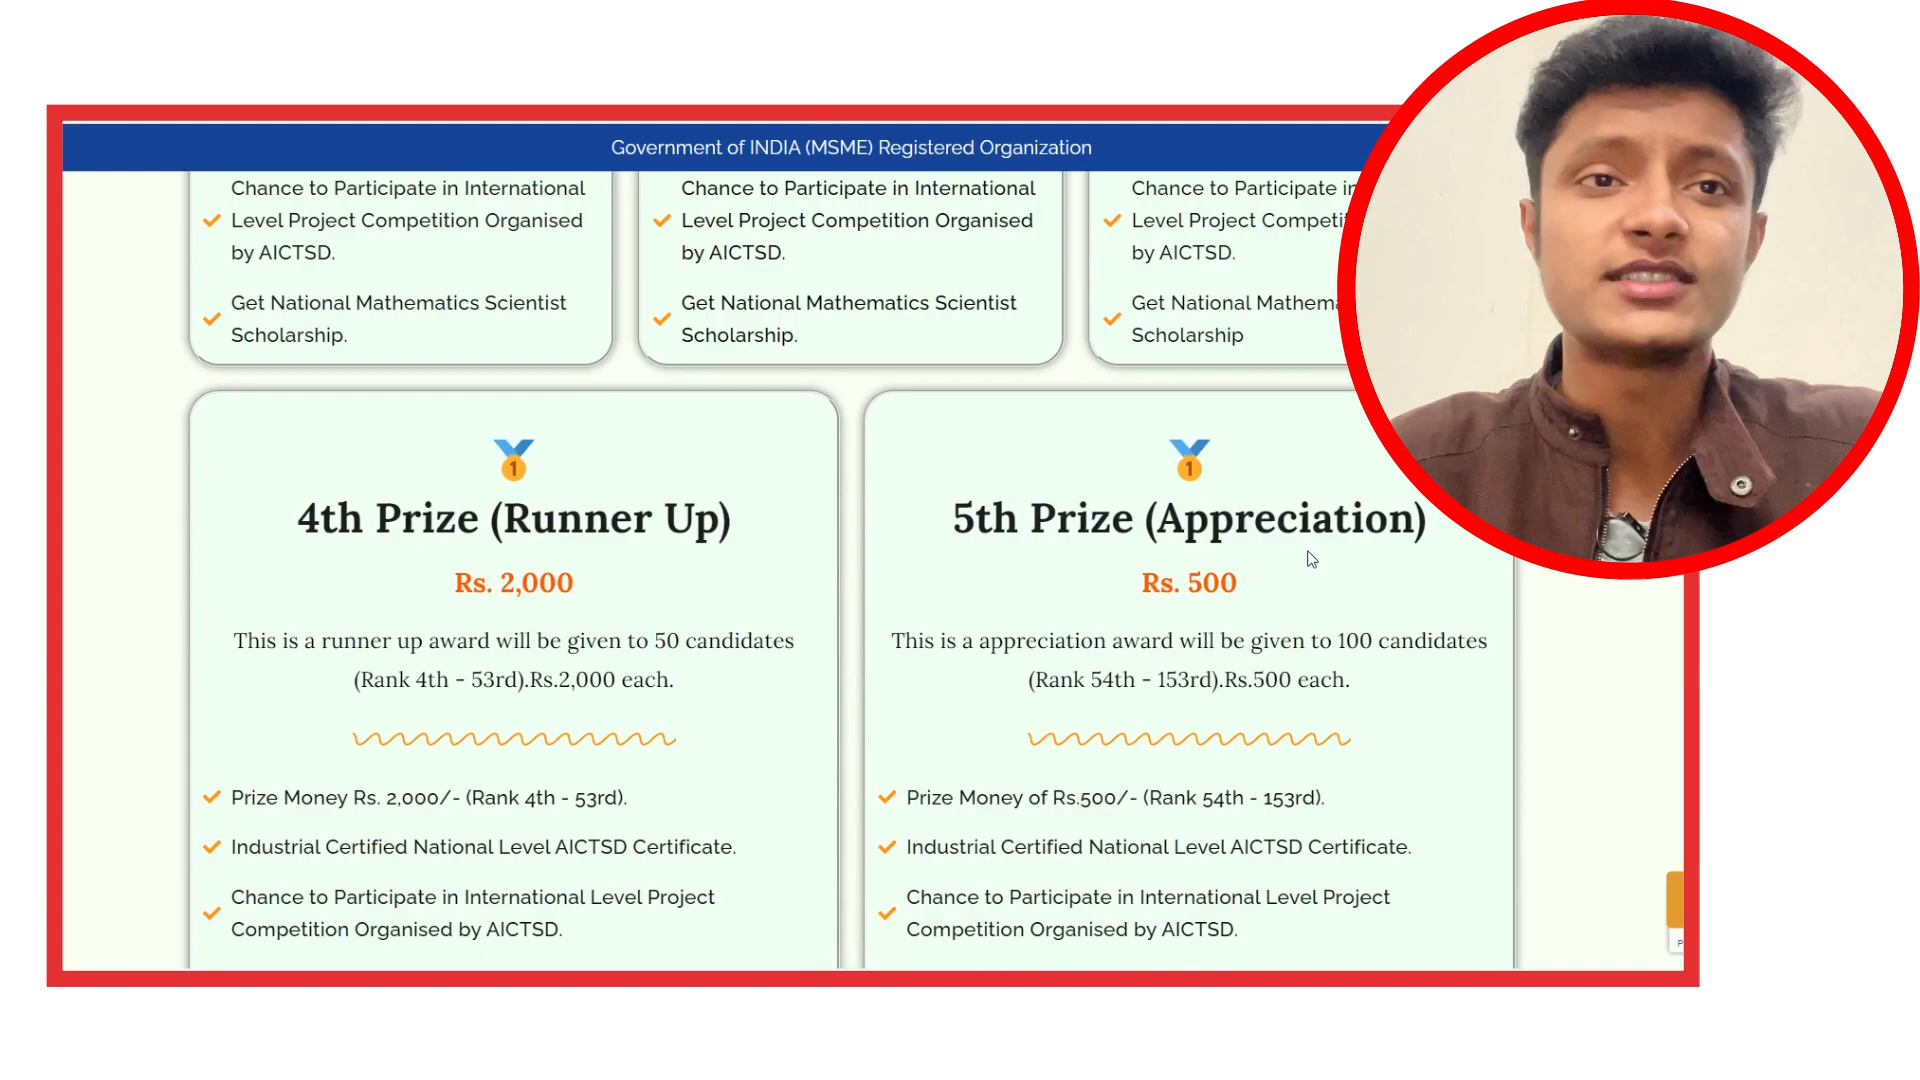 Government of INDIA (MSME) Registered Organization
Chance to Participate in International
Level Project Competition Organised
by AICTSD.
Get National Mathematics Scientist
Scholarship.
Chance to Participate in International
Level Project Competition Organised
by AICTSD.
Get National Mathematics Scientist
Scholarship.
Chance to Participate
Level Project
by AICTSD.
Get National
Scholarship
1
4th Prize (Runner Up)
Rs. 2,000
This is a runner up award will be given to 50 candidates
(Rank 4th - 53rd).Rs.2,000 each.
Prize Money Rs. 2,000/- (Rank 4th - 53rd).
Industrial Certified National Level AICTSD Certificate.
Chance to Participate in International Level Project
Competition Organised by AICTSD.
1
5th Prize (Appreciation)
Rs. 500
This is a appreciation award will be given to 100 candidates
(Rank 54th - 153rd).Rs.500 each.
Prize Money of Rs.500/- (Rank 54th - 153rd).
Industrial Certified National Level AICTSD Certificate.
Chance to Participate in International Level Project
Competition Organised by AICTSD.